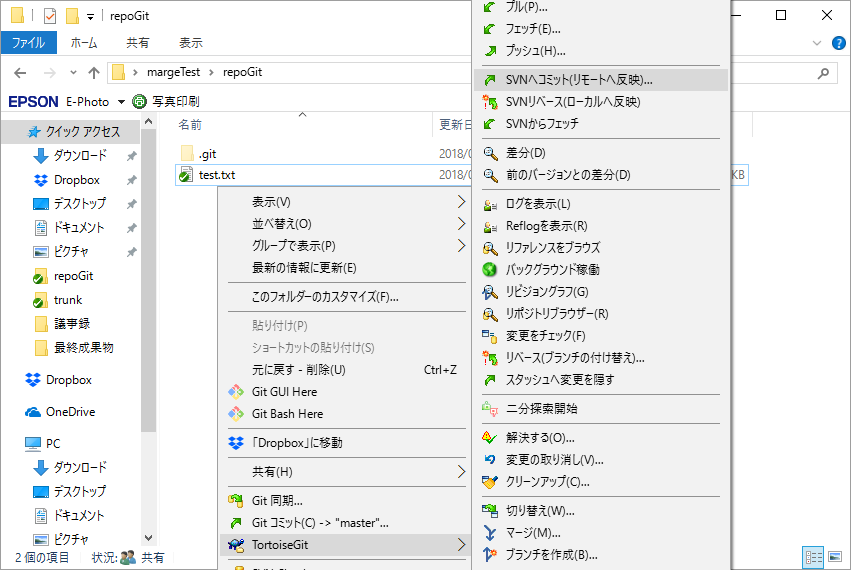 repoGit
ファイル ホーム 共有 表示
margeTest repoGit
EPSON E-Photo 写真印刷
クイック アクセス
ダウンロード
Dropbox
デスクトップ
ドキュメント
ピクチャ
repoGit
trunk
議事録
最終成果物
Dropbox
OneDrive
PC
ダウンロード
デスクトップ
ドキュメント
ピクチャ
名前 更新日
.git 2018/0
test.txt 2018/0 KB
表示(V)
並べ替え(O)
グループで表示(P)
最新の情報に更新(E)
このフォルダーのカスタマイズ(F)...
貼り付け(P)
ショートカットの貼り付け(S)
元に戻す - 削除(U) Ctrl+Z
Git GUI Here
Git Bash Here
「Dropbox」に移動
共有(H)
Git 同期...
Git コミット(C) -> "master"...
TortoiseGit
プル(P)...
フェッチ(E)...
プッシュ(H)...
SVNへコミット(リモートへ反映)...
SVNリベース(ローカルへ反映)
SVNからフェッチ
差分(D)
前のバージョンとの差分(D)
ログを表示(L)
Reflogを表示(R)
リファレンスをブラウズ
バックグラウンド稼働
リビジョングラフ(G)
リポジトリブラウザー(R)
変更をチェック(F)
リベース(ブランチの付け替え)...
スタッシュへ変更を隠す
二分探索開始
解決する(O)...
変更の取り消し(V)...
クリーンアップ(C)...
切り替え(W)...
マージ(M)...
ブランチを作成(B)...
2 個の項目 状況: 共有